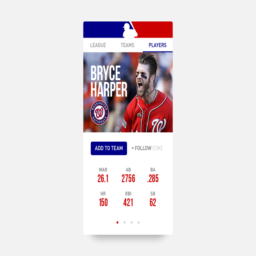 LEAGUE TEAMS PLAYERS
BRYCE
HARPER
ADD TO TEAM + FOLLOW
WAR AB BA
26.1 2756 .285
HR RBI SB
150 421 62